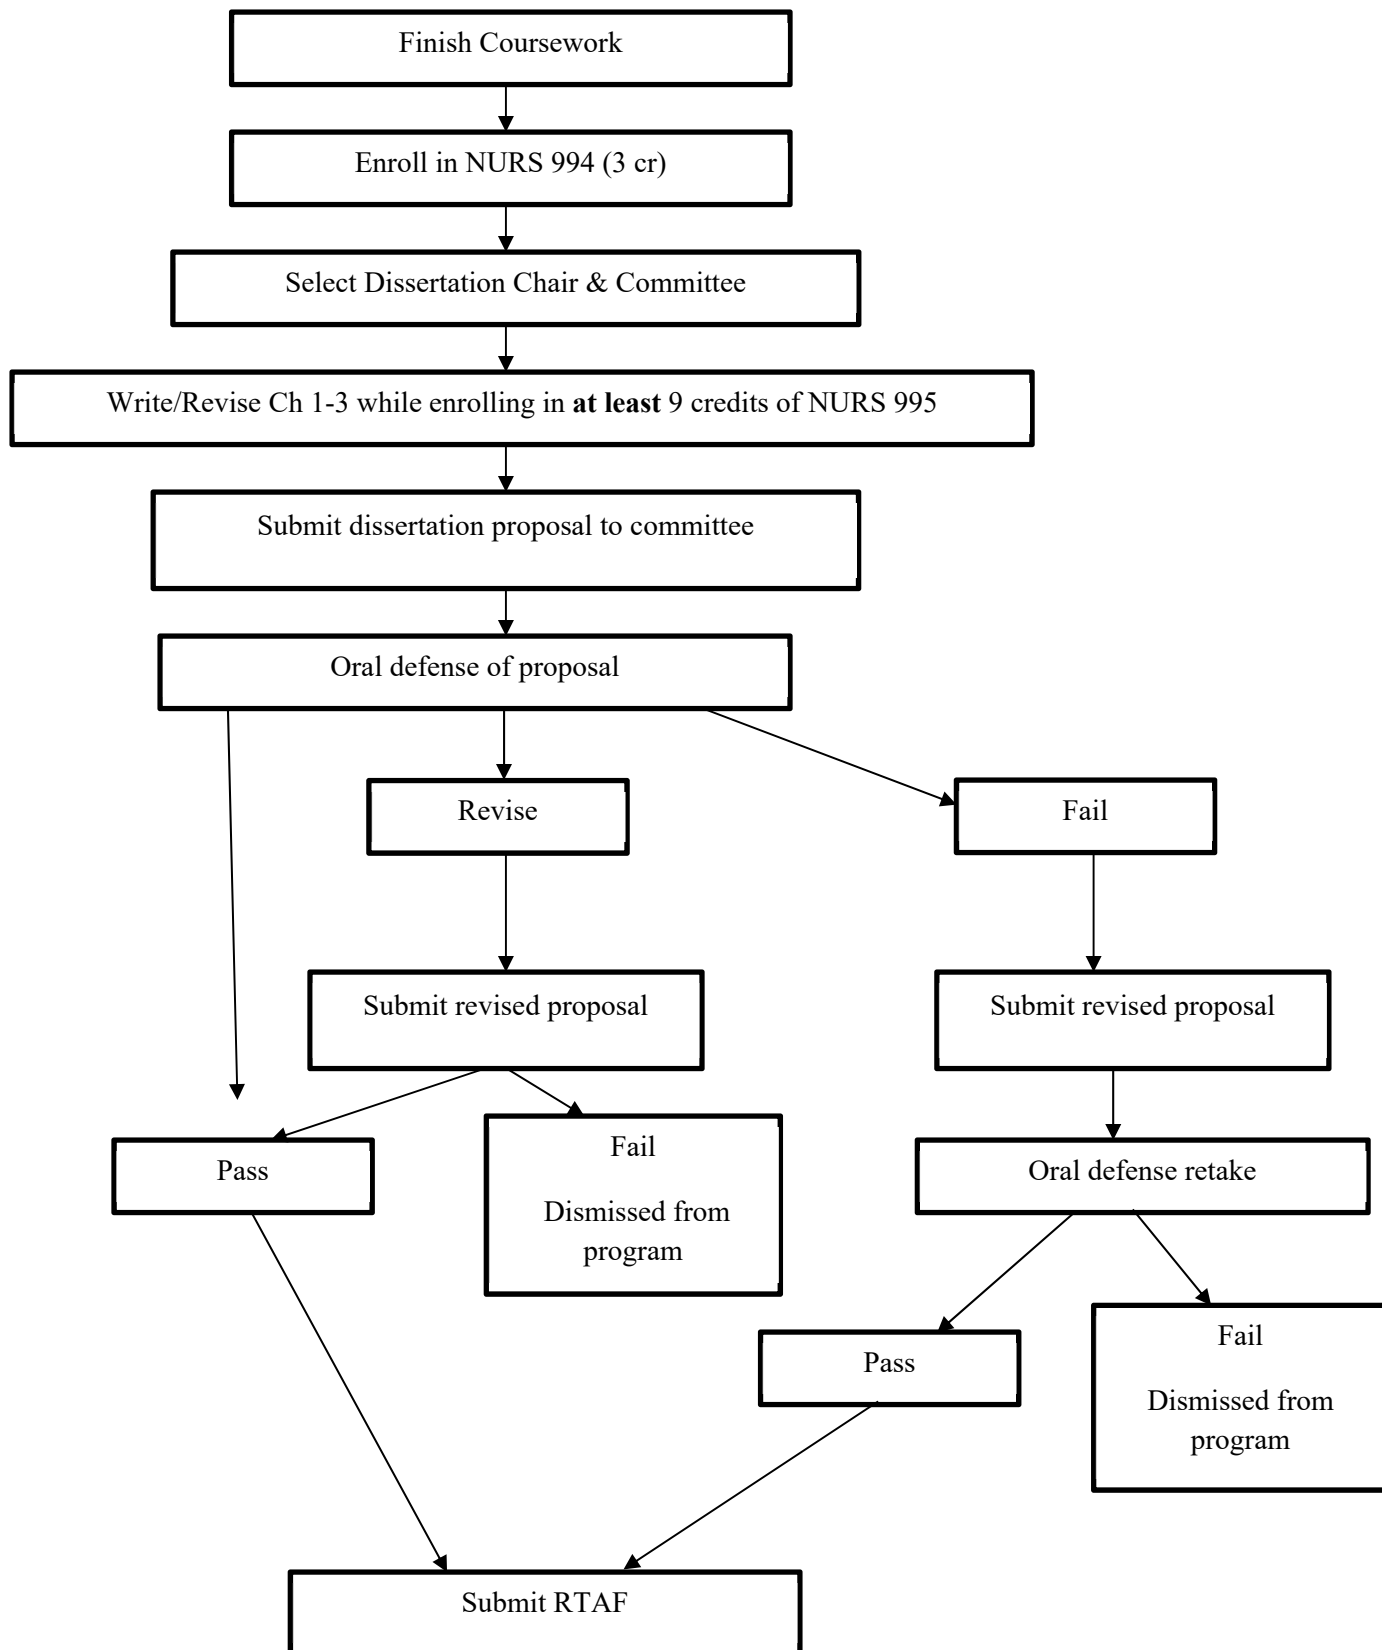 Finish Coursework
Enroll in NURS 994 (3 cr)
Select Dissertation Chair & Committee
Write/Revise Ch 1-3 while enrolling in at least 9 credits of NURS 995
Submit dissertation proposal to committee
Oral defense of proposal
Revise
Fail
Submit revised proposal
Submit revised proposal
Pass
Fail
Dismissed from
program
Oral defense retake
Pass
Fail
Dismissed from
program
Submit RTAF